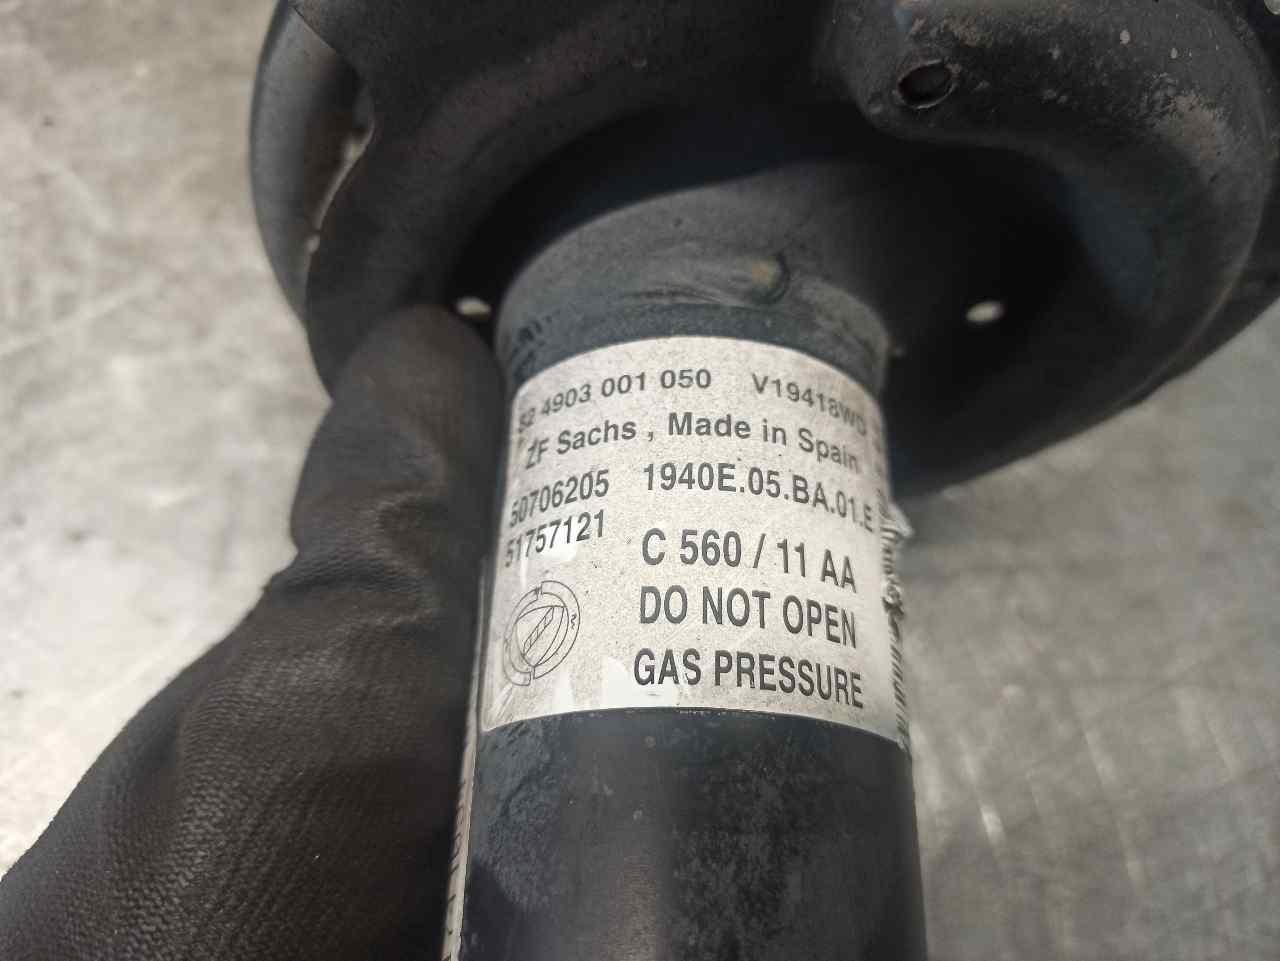 S2 4903 001 050 V19418WD
ZF Sachs , Made in Spain
50706205 1940E.05.BA.01.E
51757121
C 560 / 11 AA
DO NOT OPEN
GAS PRESSURE